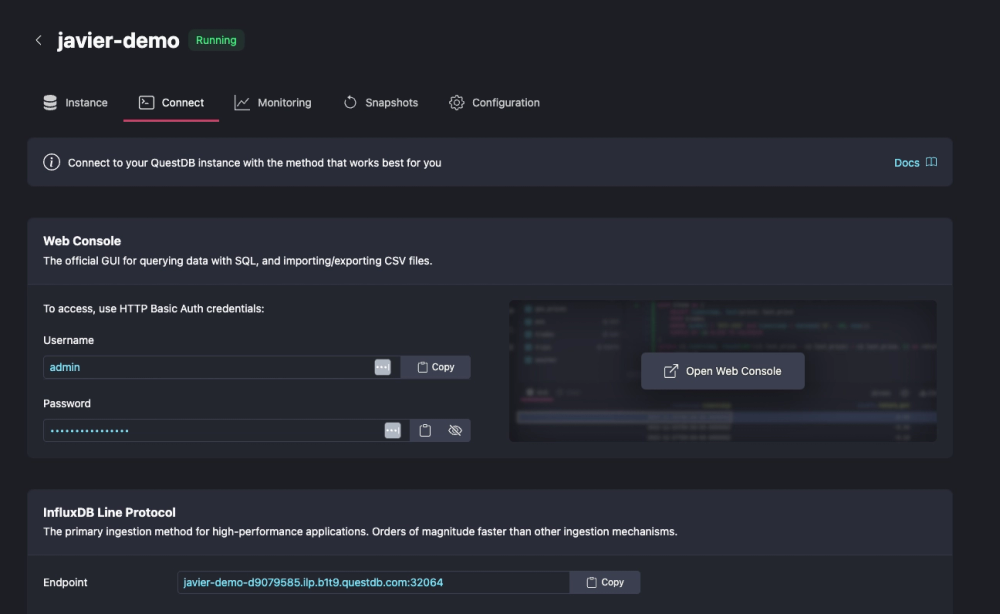 javier-demo Running
Instance Connect Monitoring Snapshots Configuration
Connect to your QuestDB instance with the method that works best for you Docs
Web Console
The official GUI for querying data with SQL, and importing/exporting CSV files.
To access, use HTTP Basic Auth credentials:
Username
admin Copy
Open Web Console
Password
••••••••••••••••
InfluxDB Line Protocol
The primary ingestion method for high-performance applications. Orders of magnitude faster than other ingestion mechanisms.
Endpoint javier-demo-d9079585.ilp.b1t9.questdb.com:32064 Copy